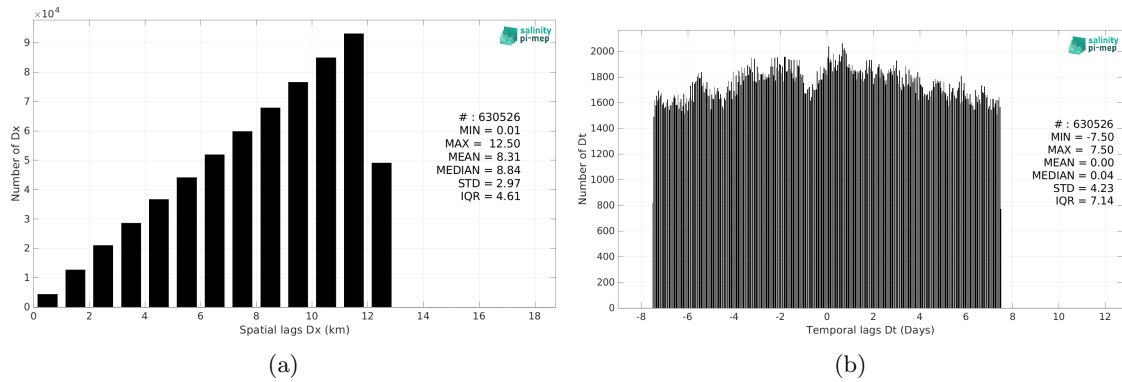 ×10⁴
9
8
7
6
5
4
3
2
1
0
Number of Dx
0 2 4 6 8 10 12 14 16 18
Spatial lags Dx (km)
salinity
pi-mep
# : 630526
MIN = 0.01
MAX = 12.50
MEAN = 8.31
MEDIAN = 8.84
STD = 2.97
IQR = 4.61
(a)
2000
1800
1600
1400
1200
1000
800
600
400
200
0
Number of Dt
-8 -6 -4 -2 0 2 4 6 8 10 12
Temporal lags Dt (Days)
salinity
pi-mep
# : 630526
MIN = -7.50
MAX = 7.50
MEAN = 0.00
MEDIAN = 0.04
STD = 4.23
IQR = 7.14
(b)